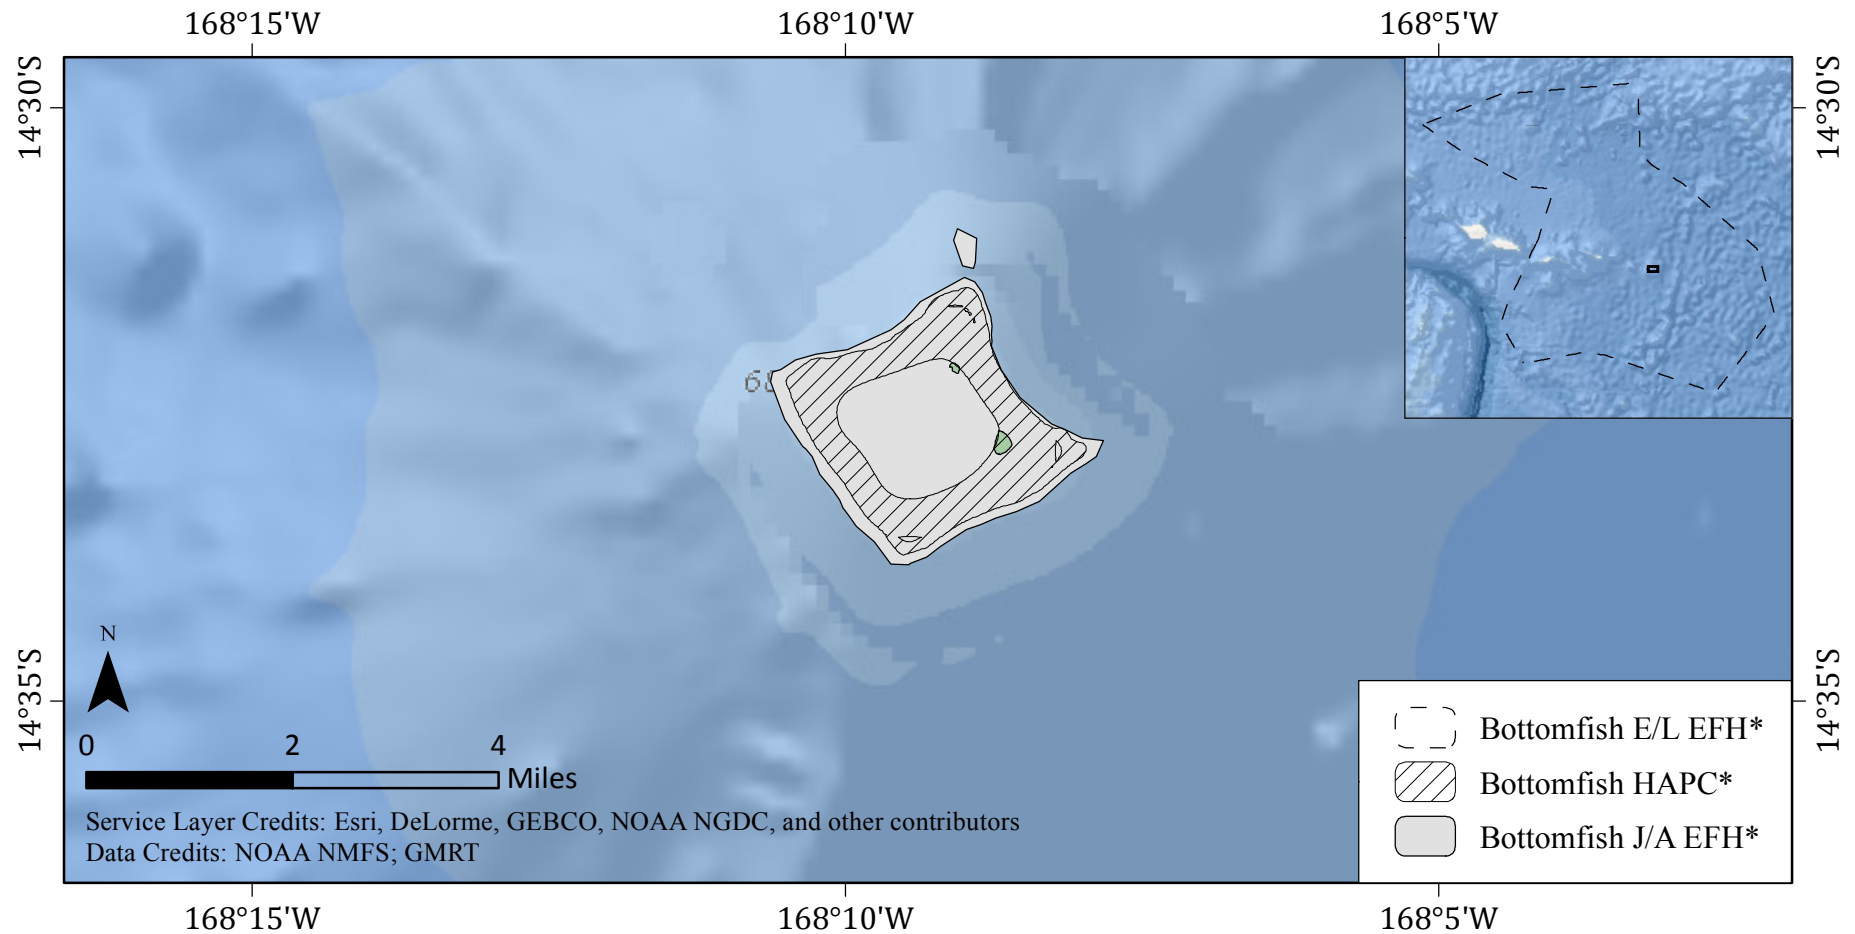 168°15'W 168°10'W 168°5'W
14°30'S 14°30'S
N
14°35'S 14°35'S
0 2 4
Miles
Service Layer Credits: Esri, DeLorme, GEBCO, NOAA NGDC, and other contributors
Data Credits: NOAA NMFS; GMRT
Bottomfish E/L EFH*
Bottomfish HAPC*
Bottomfish J/A EFH*
168°15'W 168°10'W 168°5'W